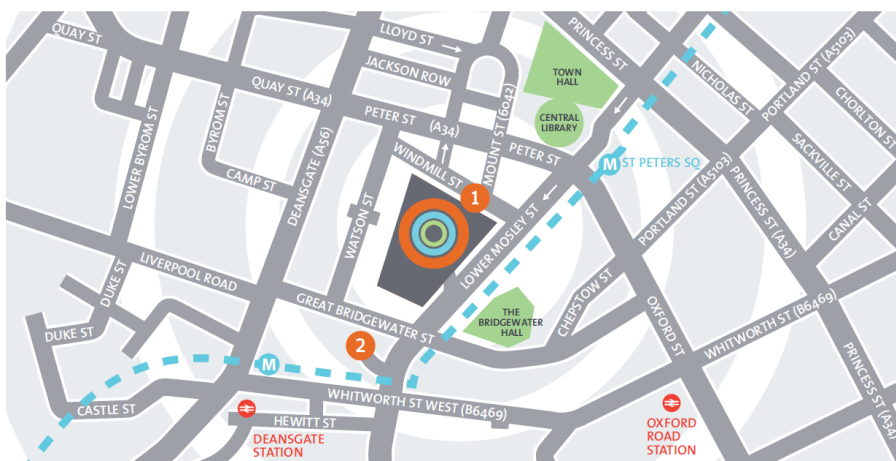 QUAY ST
LLOYD ST
JACKSON ROW
QUAY ST (A34)
PETER ST
(A34)
MOUNT ST (6042)
PETER ST
PRINCESS ST
TOWN
HALL
CENTRAL
LIBRARY
NICHOLAS ST
PORTLAND ST (A5103)
CHORLTON ST
SACKVILLE ST
CANAL ST
M
ST PETERS SQ
PORTLAND ST (A5103)
PRINCESS ST (A34)
LOWER BYROM ST
BYROM ST
CAMP ST
DEANSGATE (A56)
WATSON ST
WINDMILL ST
1
LOWER MOSLEY ST
DUKE ST
LIVERPOOL ROAD
GREAT BRIDGEWATER ST
THE
BRIDGEWATER
HALL
CHEPSTOW ST
OXFORD ST
WHITWORTH ST (B6469)
PRINCESS ST (A34)
DUKE ST
2
M
CASTLE ST
WHITWORTH ST WEST (B6469)
HEWITT ST
DEANSGATE
STATION
OXFORD
ROAD
STATION